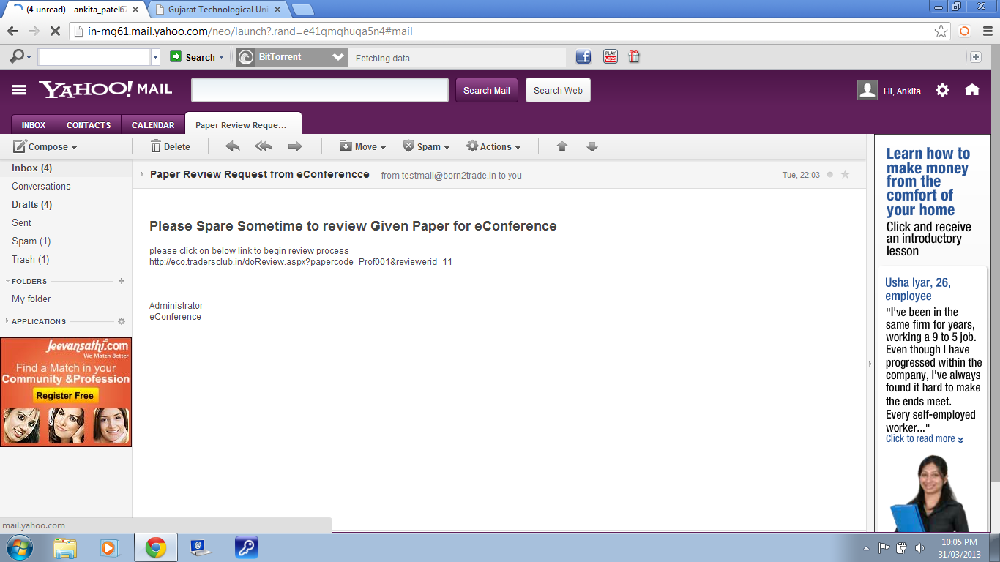 (4 unread) - ankita_patel67
Gujarat Technological Uni
in-mg61.mail.yahoo.com/neo/launch?.rand=e41qmqhuqa5n4#mail
Search
BitTorrent
Fetching data...
PLAY VIDS
YAHOO! MAIL
Search Mail
Search Web
Hi, Ankita
INBOX
CONTACTS
CALENDAR
Paper Review Reque...
Compose
Delete
Move
Spam
Actions
Inbox (4)
Conversations
Drafts (4)
Sent
Spam (1)
Trash (1)
FOLDERS
My folder
APPLICATIONS
Jeevansathi.com
We Match Better
Find a Match in your
Community &Profession
Register Free
Paper Review Request from eConferencce
from testmail@born2trade.in to you
Tue, 22:03
Please Spare Sometime to review Given Paper for eConference
please click on below link to begin review process
http://eco.tradersclub.in/doReview.aspx?papercode=Prof001&reviewerid=11
Administrator
eConference
Learn how to
make money
from the
comfort of
your home
Click and receive
an introductory
lesson
Usha Iyar, 26,
employee
"I've been in the
same firm for years,
working a 9 to 5 job.
Even though I have
progressed within the
company, I've always
found it hard to make
the ends meet.
Every self-employed
worker..."
Click to read more
mail.yahoo.com
10:05 PM
31/03/2013